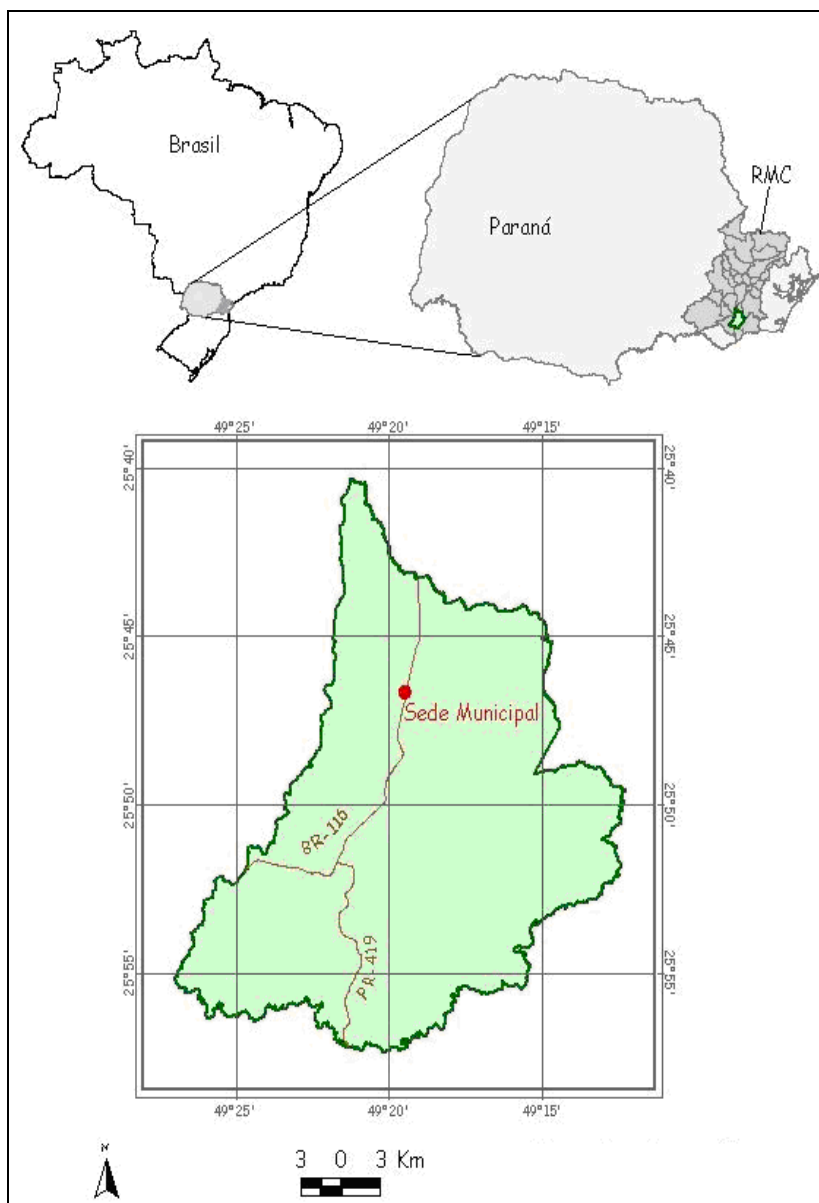 Brasil
RMC
Paraná
49°25' 49°20' 49°15'
25°40' 25°40'
25°45' 25°45'
Sede Municipal
25°50' 25°50'
BR-116
PR-419
25°55' 25°55'
49°25' 49°20' 49°15'
N
3 0 3 Km